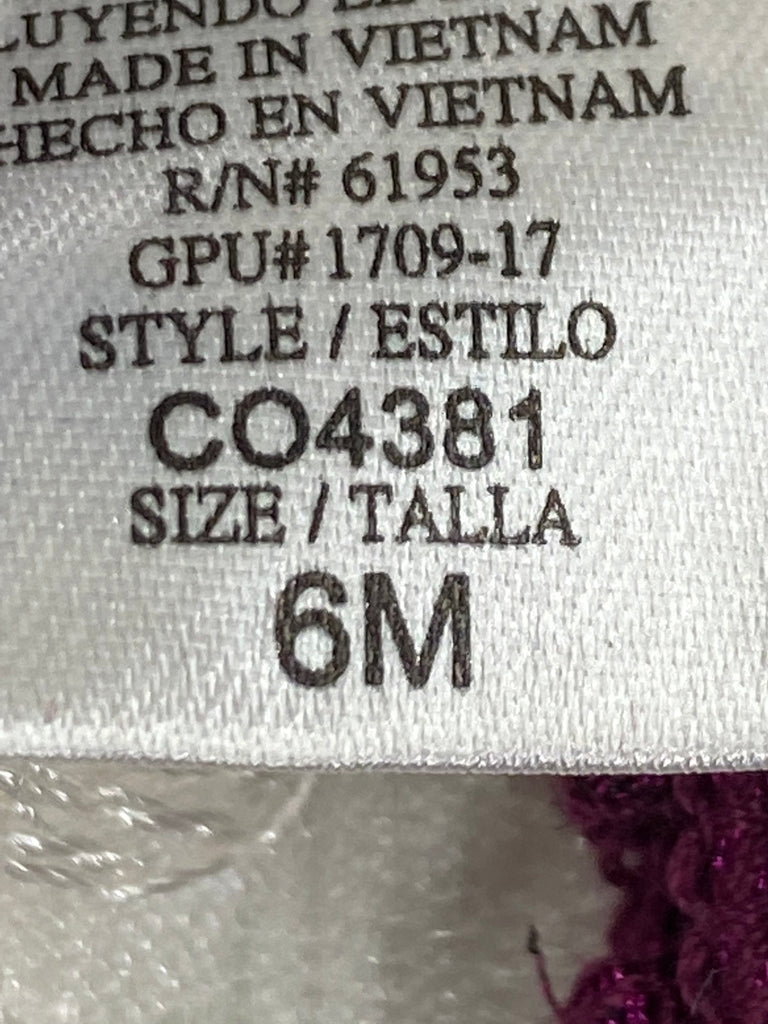 MADE IN VIETNAM
HECHO EN VIETNAM
R/N# 61953
GPU# 1709-17
STYLE / ESTILO
CO4381
SIZE / TALLA
6M